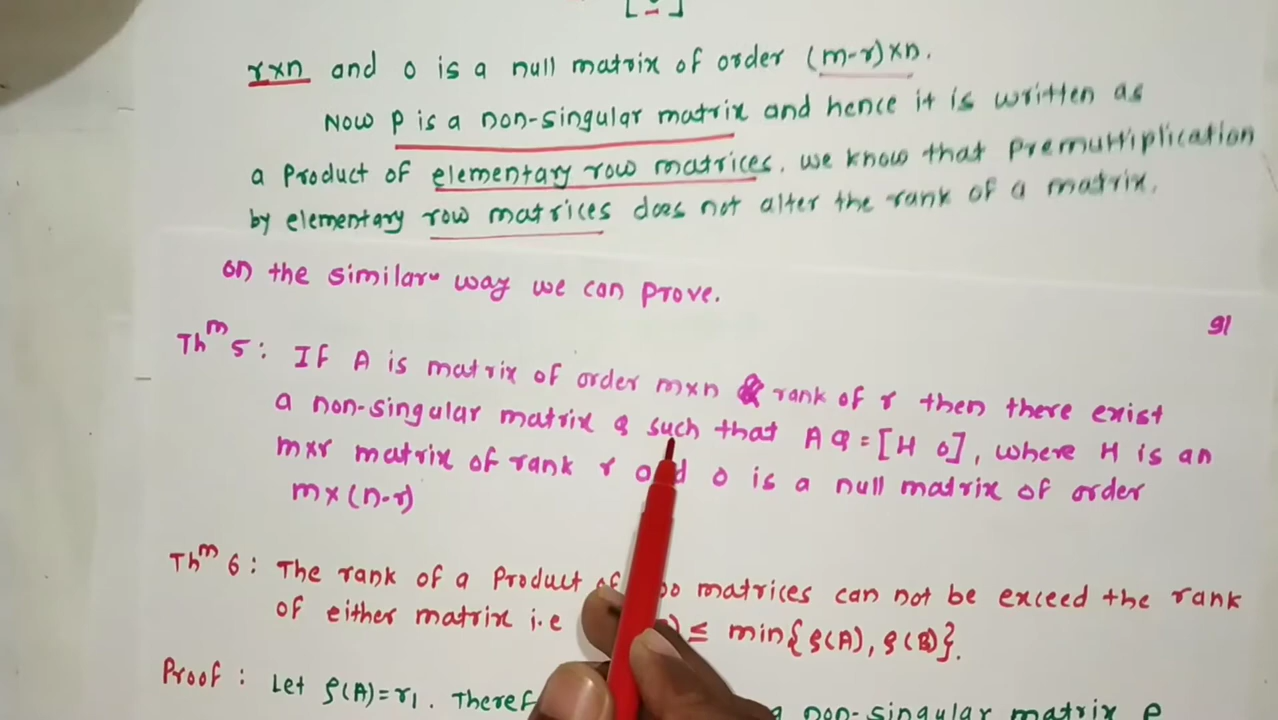 r×n and 0 is a null matrix of order (m-r)×n.
Now P is a non-singular matrix and hence it is written as
a product of elementary row matrices. we know that premultiplication
by elementary row matrices does not alter the rank of a matrix.
on the similar way we can prove.
91
Thm 5: If A is matrix of order m×n & rank of r then there exist
a non-singular matrix Q such that AQ = [H 0], where H is an
m×r matrix of rank r and 0 is a null matrix of order
m×(n-r)
Thm 6: The rank of a product of matrices can not be exceed the rank
of either matrix i.e ≤ min{ρ(A), ρ(B)}.
Proof: Let ρ(A)=r1. a non-singular matrix P